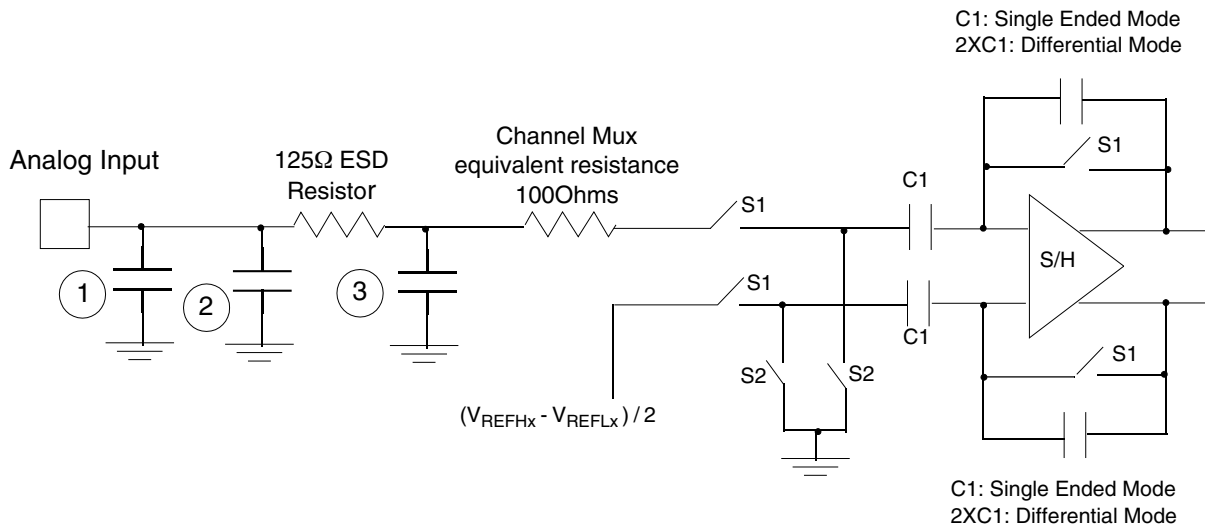 C1: Single Ended Mode
2XC1: Differential Mode
Analog Input
125Ω ESD
Resistor
Channel Mux
equivalent resistance
100Ohms
S1
C1
S1
S/H
1
2
3
S1
C1
S1
S2
S2
(VREFHx - VREFLx ) / 2
C1: Single Ended Mode
2XC1: Differential Mode